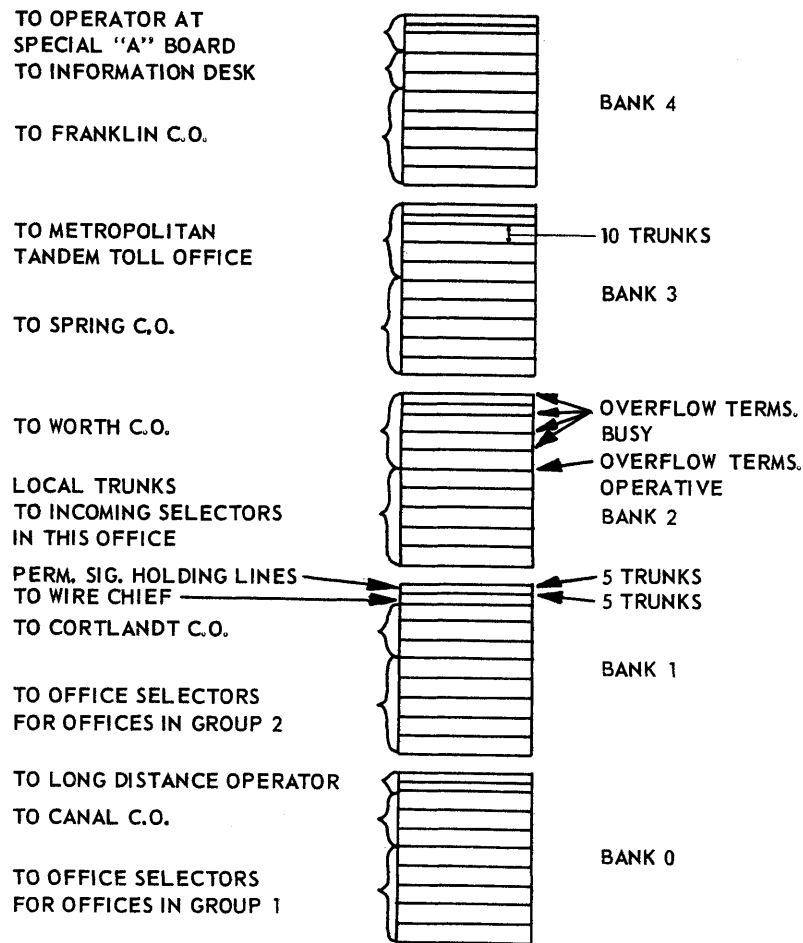 TO OPERATOR AT
SPECIAL “A” BOARD
TO INFORMATION DESK
BANK 4
TO FRANKLIN C.O.
TO METROPOLITAN
TANDEM TOLL OFFICE
10 TRUNKS
BANK 3
TO SPRING C.O.
OVERFLOW TERMS.
BUSY
TO WORTH C.O.
OVERFLOW TERMS.
OPERATIVE
LOCAL TRUNKS
TO INCOMING SELECTORS
IN THIS OFFICE
BANK 2
PERM. SIG. HOLDING LINES
5 TRUNKS
TO WIRE CHIEF
5 TRUNKS
TO CORTLANDT C.O.
BANK 1
TO OFFICE SELECTORS
FOR OFFICES IN GROUP 2
TO LONG DISTANCE OPERATOR
TO CANAL C.O.
BANK 0
TO OFFICE SELECTORS
FOR OFFICES IN GROUP 1